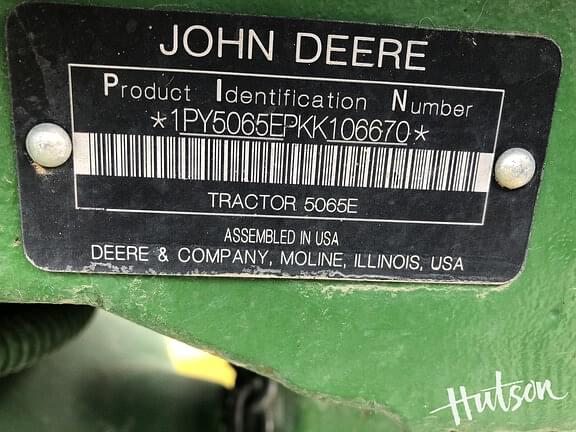 JOHN DEERE
Product Identification Number
*1PY5065EPKK106670*
TRACTOR 5065E
ASSEMBLED IN USA
DEERE & COMPANY, MOLINE, ILLINOIS, USA
Hutson